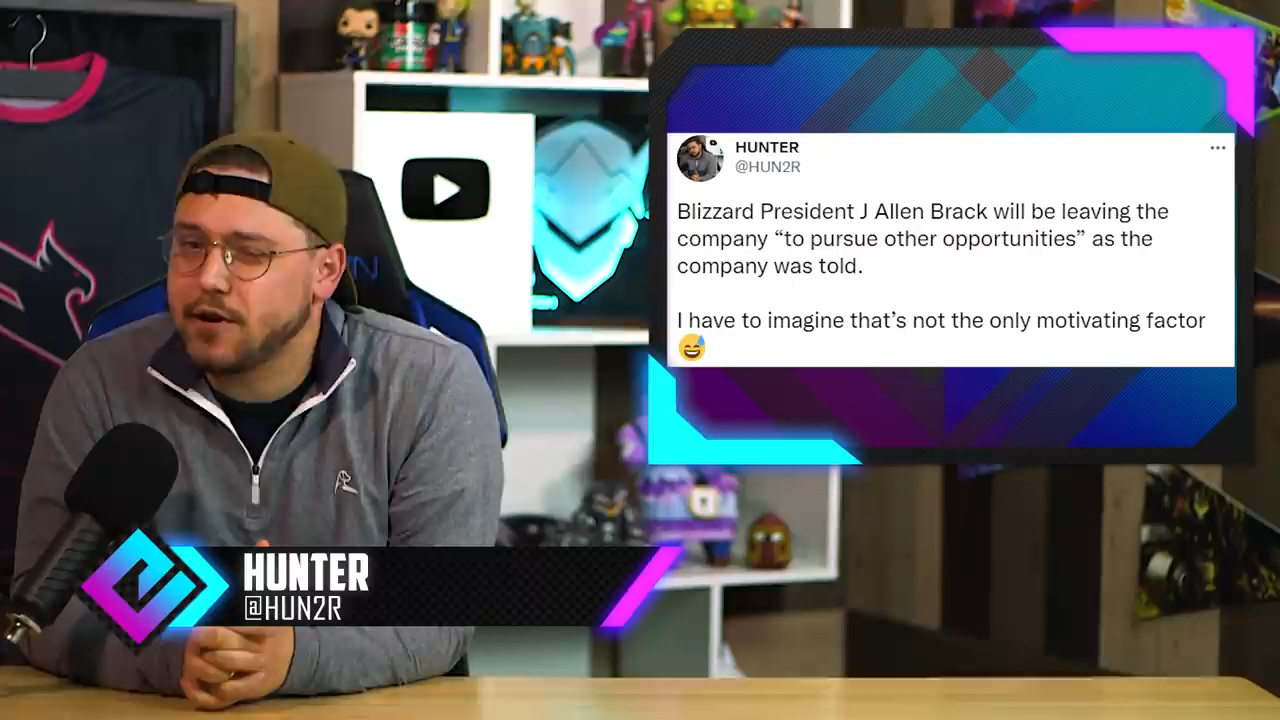 HUNTER
@HUN2R
Blizzard President J Allen Brack will be leaving the
company “to pursue other opportunities” as the
company was told.
I have to imagine that’s not the only motivating factor
HUNTER
@HUN2R